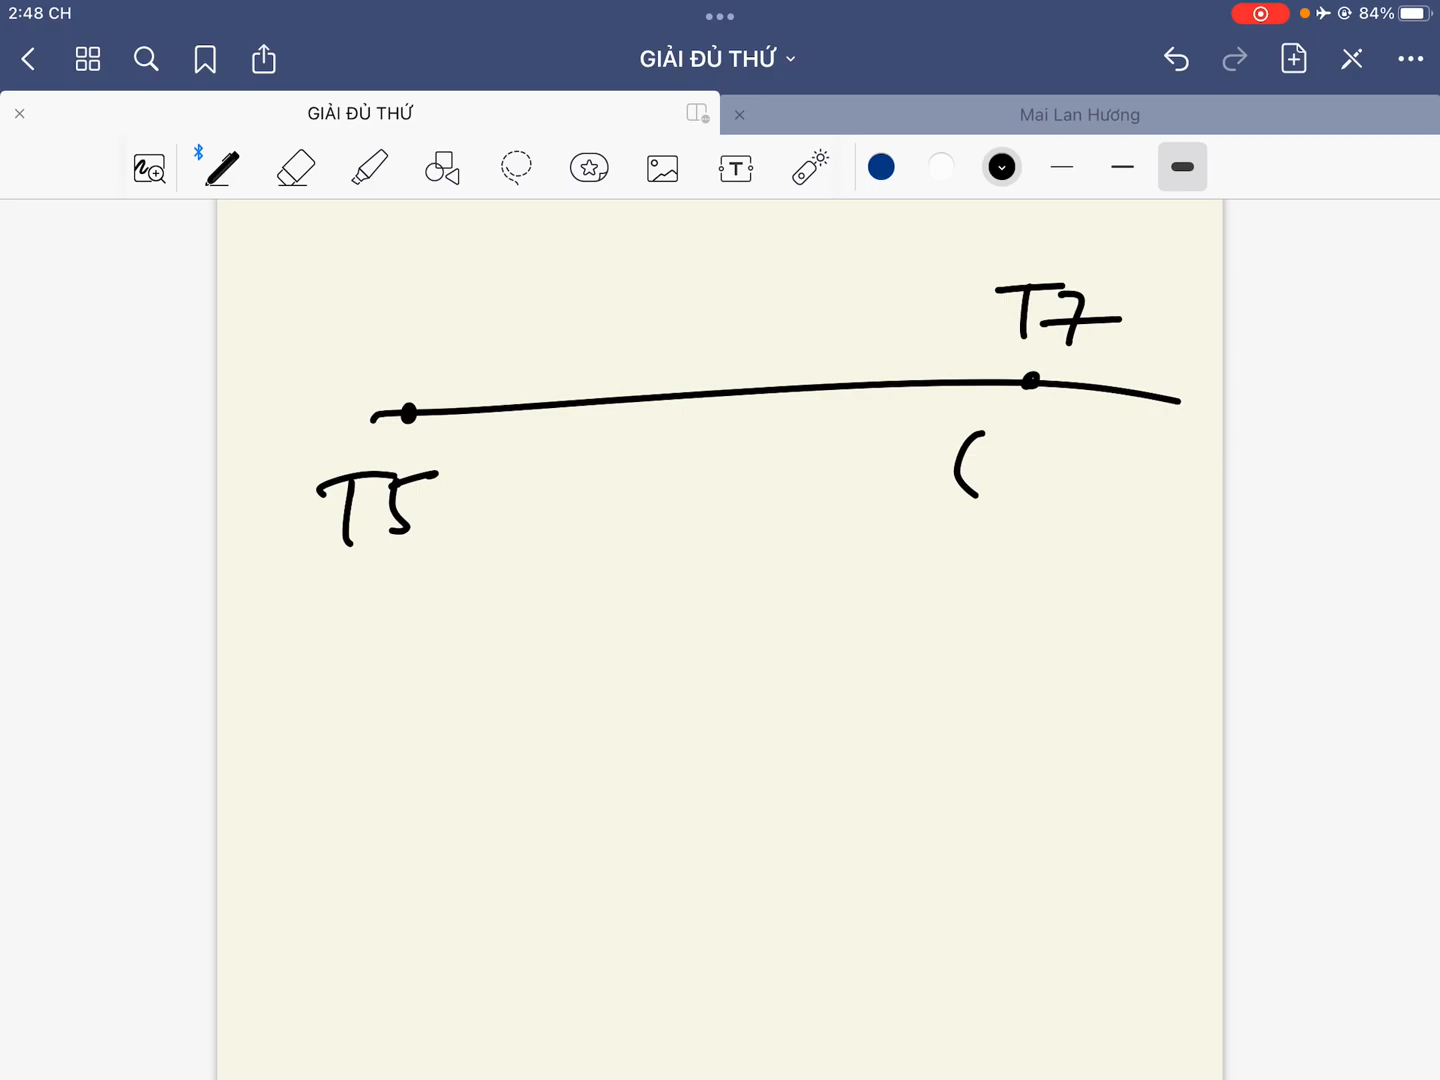 2:48 CH
84%
GIẢI ĐỦ THỨ
GIẢI ĐỦ THỨ
Mai Lan Hương
T
T7
(
T5